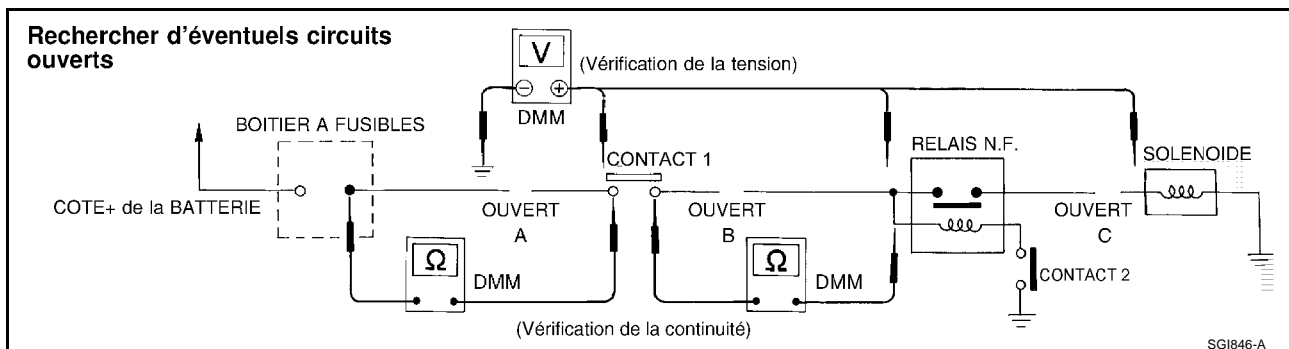 Rechercher d'éventuels circuits
ouverts
V
(Vérification de la tension)
− +
DMM
BOITIER A FUSIBLES
CONTACT 1
RELAIS N.F.
SOLENOIDE
COTE+ de la BATTERIE
OUVERT
A
OUVERT
B
OUVERT
C
Ω
DMM
Ω
DMM
CONTACT 2
(Vérification de la continuité)
SGI846-A